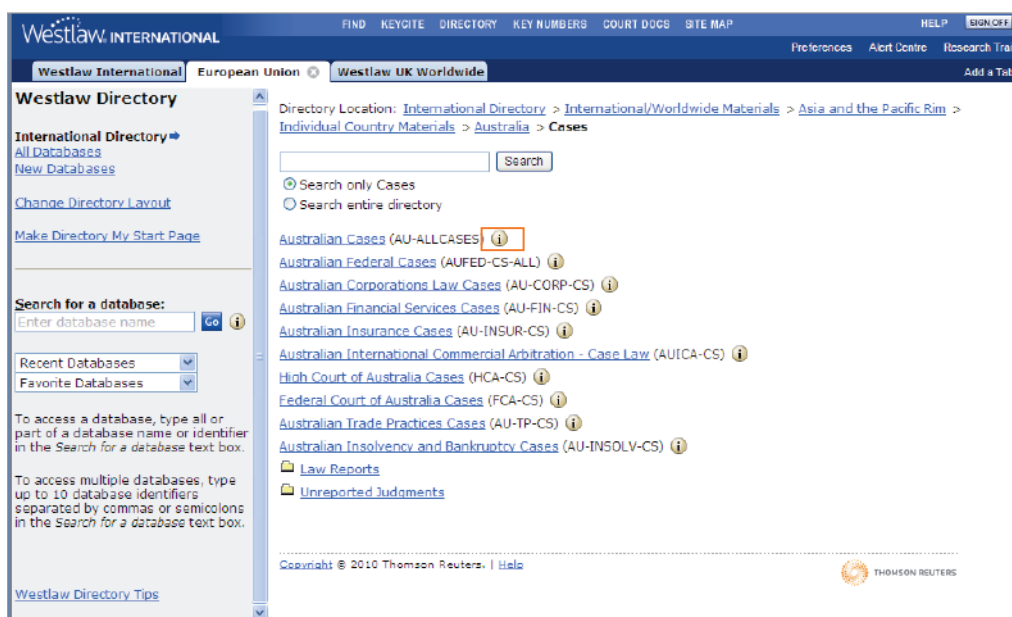 Westlaw. INTERNATIONAL
FIND KEYCITE DIRECTORY KEY NUMBERS COURT DOCS SITE MAP
HELP SIGN OFF
Preferences Alert Centre Research Trai
Westlaw International European Union Westlaw UK Worldwide
Add a Tab
Westlaw Directory
International Directory
All Databases
New Databases
Change Directory Layout
Make Directory My Start Page
Search for a database:
Enter database name Go i
Recent Databases
Favorite Databases
To access a database, type all or
part of a database name or identifier
in the Search for a database text box.
To access multiple databases, type
up to 10 database identifiers
separated by commas or semicolons
in the Search for a database text box.
Westlaw Directory Tips
Directory Location: International Directory > International/Worldwide Materials > Asia and the Pacific Rim >
Individual Country Materials > Australia > Cases
Search
Search only Cases
Search entire directory
Australian Cases (AU-ALLCASES) i
Australian Federal Cases (AUFED-CS-ALL) i
Australian Corporations Law Cases (AU-CORP-CS) i
Australian Financial Services Cases (AU-FIN-CS) i
Australian Insurance Cases (AU-INSUR-CS) i
Australian International Commercial Arbitration - Case Law (AUICA-CS) i
High Court of Australia Cases (HCA-CS) i
Federal Court of Australia Cases (FCA-CS) i
Australian Trade Practices Cases (AU-TP-CS) i
Australian Insolvency and Bankruptcy Cases (AU-INSOLV-CS) i
Law Reports
Unreported Judgments
Copyright © 2010 Thomson Reuters. | Help
THOMSON REUTERS